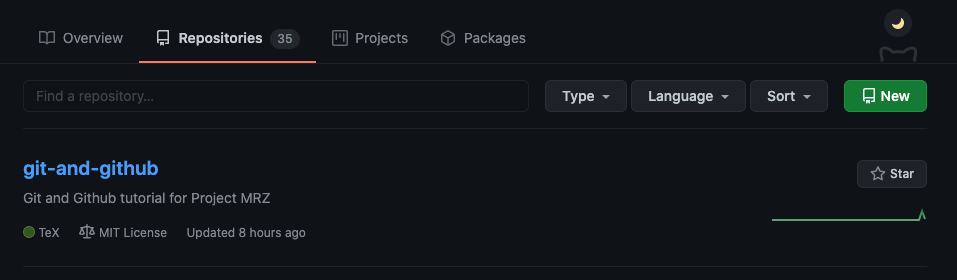 Overview Repositories 35 Projects Packages
Find a repository... Type Language Sort New
git-and-github Star
Git and Github tutorial for Project MRZ
TeX MIT License Updated 8 hours ago